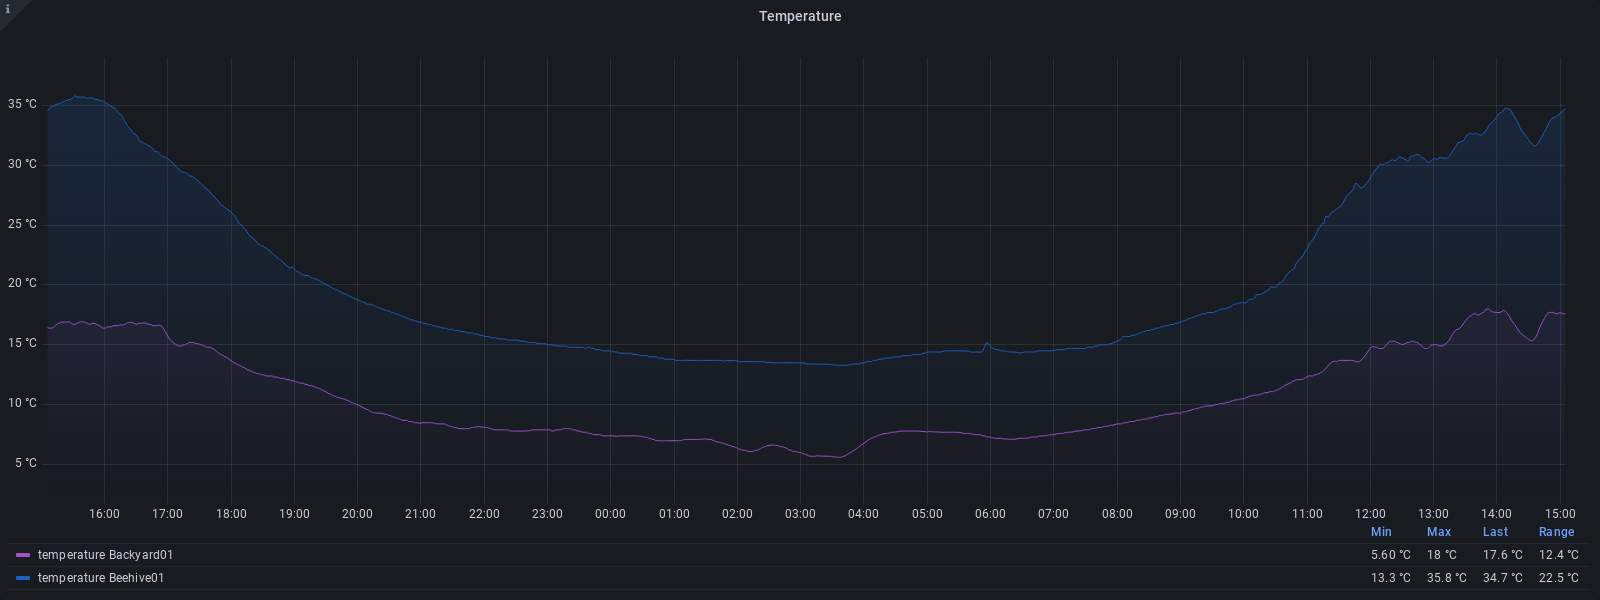 i
Temperature
35 °C
30 °C
25 °C
20 °C
15 °C
10 °C
5 °C
16:00 17:00 18:00 19:00 20:00 21:00 22:00 23:00 00:00 01:00 02:00 03:00 04:00 05:00 06:00 07:00 08:00 09:00 10:00 11:00 12:00 13:00 14:00 15:00
Min Max Last Range
temperature Backyard01 5.60 °C 18 °C 17.6 °C 12.4 °C
temperature Beehive01 13.3 °C 35.8 °C 34.7 °C 22.5 °C